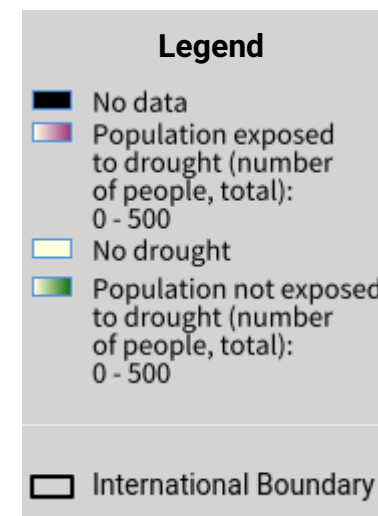 Legend
No data
Population exposed
to drought (number
of people, total):
0 - 500
No drought
Population not exposed
to drought (number
of people, total):
0 - 500
International Boundary